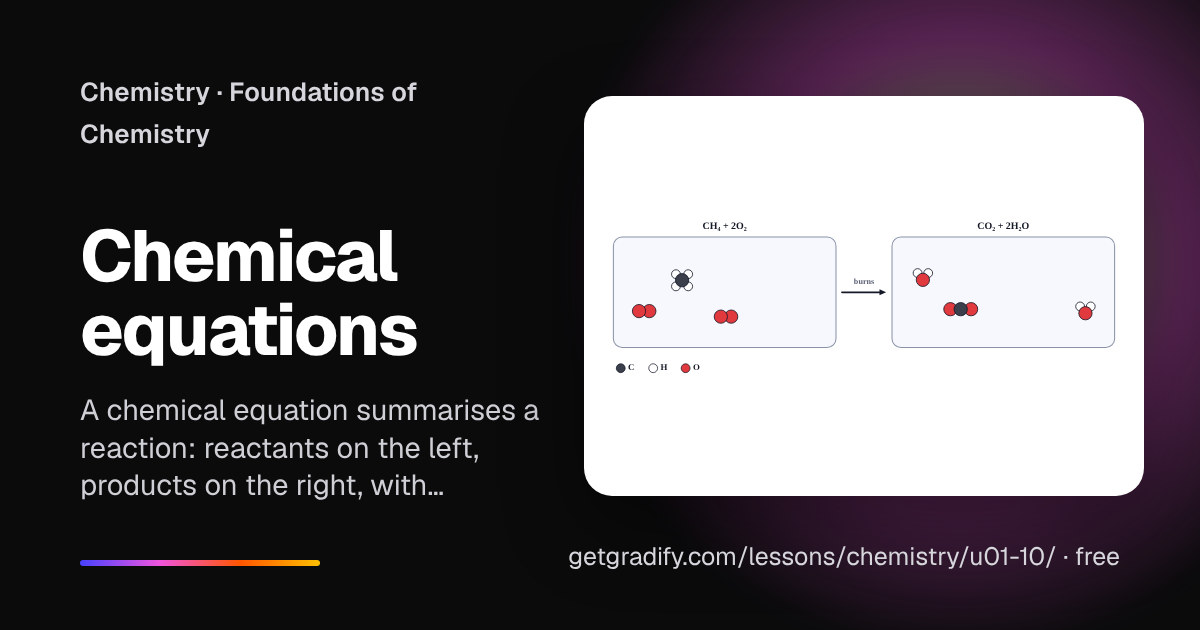 Chemistry · Foundations of
Chemistry
Chemical
equations
A chemical equation summarises a
reaction: reactants on the left,
products on the right, with…
CH₄ + 2O₂
burns
CO₂ + 2H₂O
C H O
getgradify.com/lessons/chemistry/u01-10/ · free